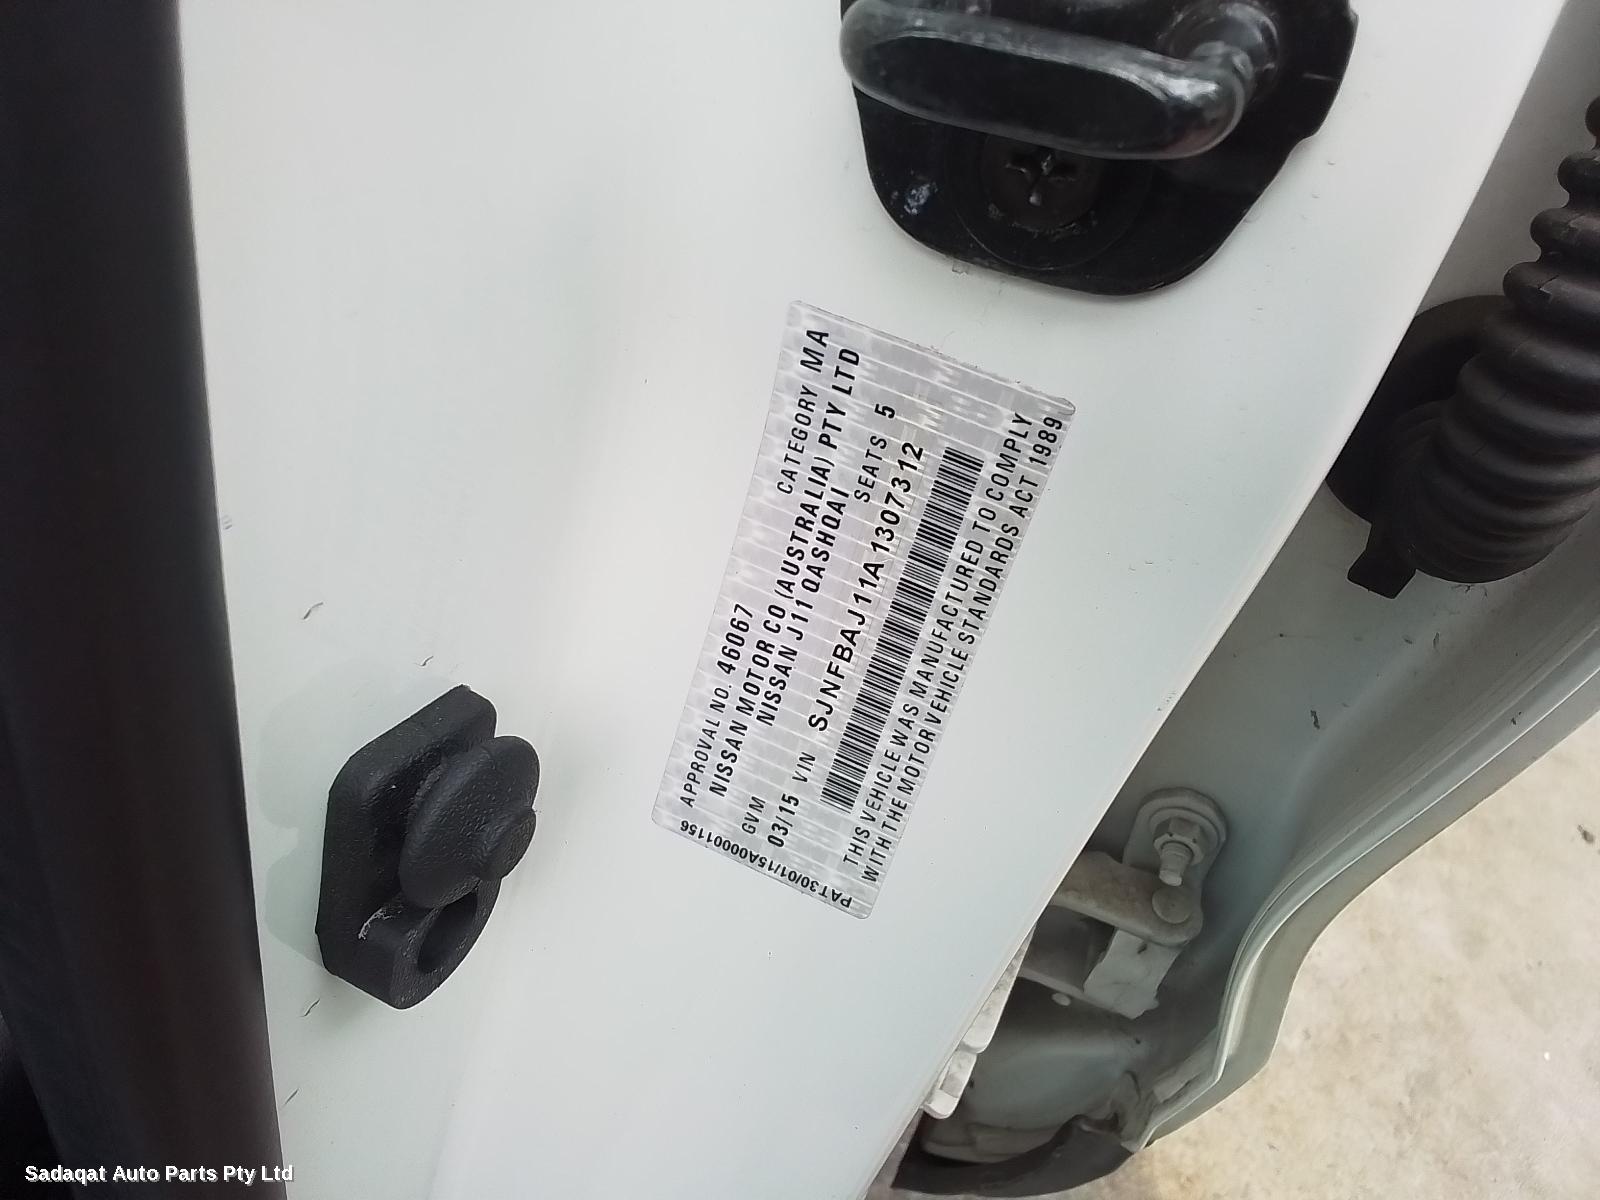 APPROVAL NO. 46067 CATEGORY MA
NISSAN MOTOR CO (AUSTRALIA) PTY LTD
NISSAN J11 QASHQAI
GVM SEATS 5
03/15 VIN SJNFBAJ11A1307312
THIS VEHICLE WAS MANUFACTURED TO COMPLY
WITH THE MOTOR VEHICLE STANDARDS ACT 1989
PAT30/01/15A00001156
Sadaqat Auto Parts Pty Ltd